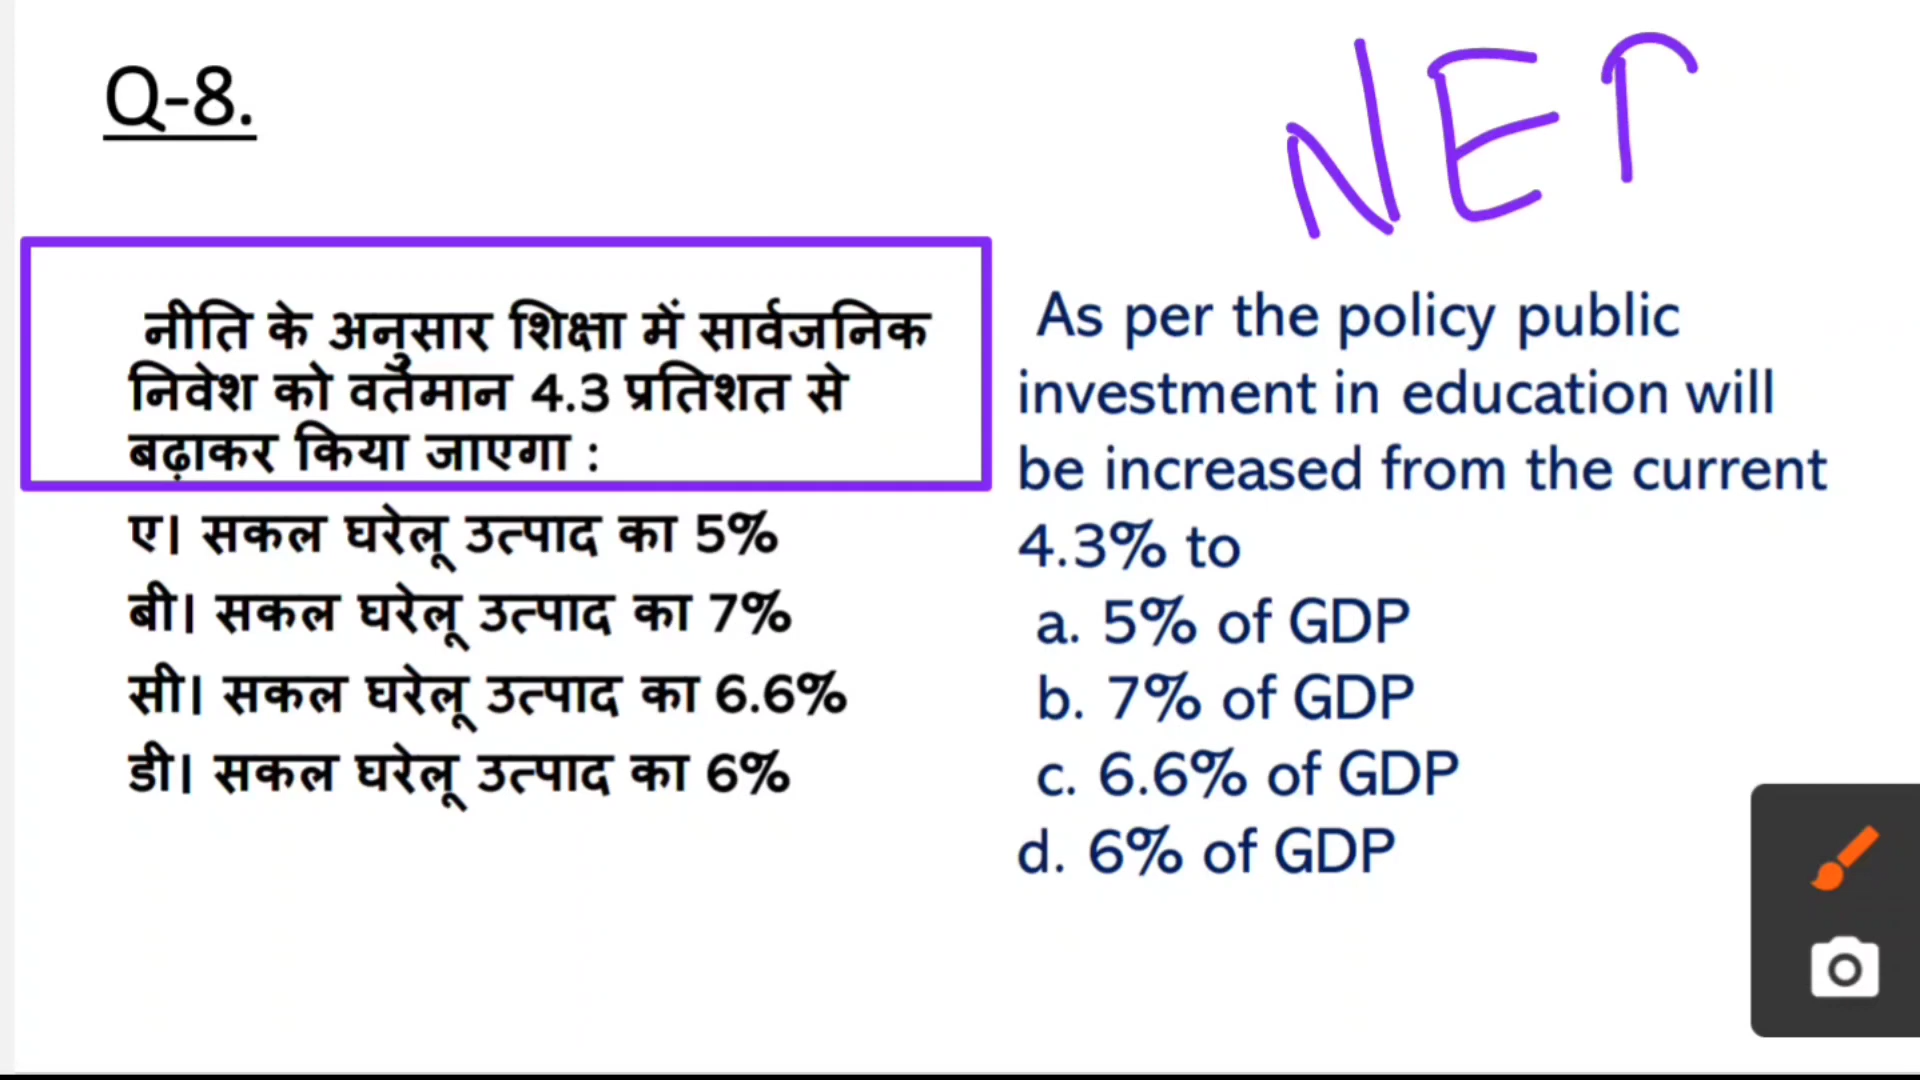 Q-8.
NEP
नीति के अनुसार शिक्षा में सार्वजनिक
निवेश को वर्तमान 4.3 प्रतिशत से
बढ़ाकर किया जाएगा :
ए। सकल घरेलू उत्पाद का 5%
बी। सकल घरेलू उत्पाद का 7%
सी। सकल घरेलू उत्पाद का 6.6%
डी। सकल घरेलू उत्पाद का 6%
As per the policy public
investment in education will
be increased from the current
4.3% to
a. 5% of GDP
b. 7% of GDP
c. 6.6% of GDP
d. 6% of GDP